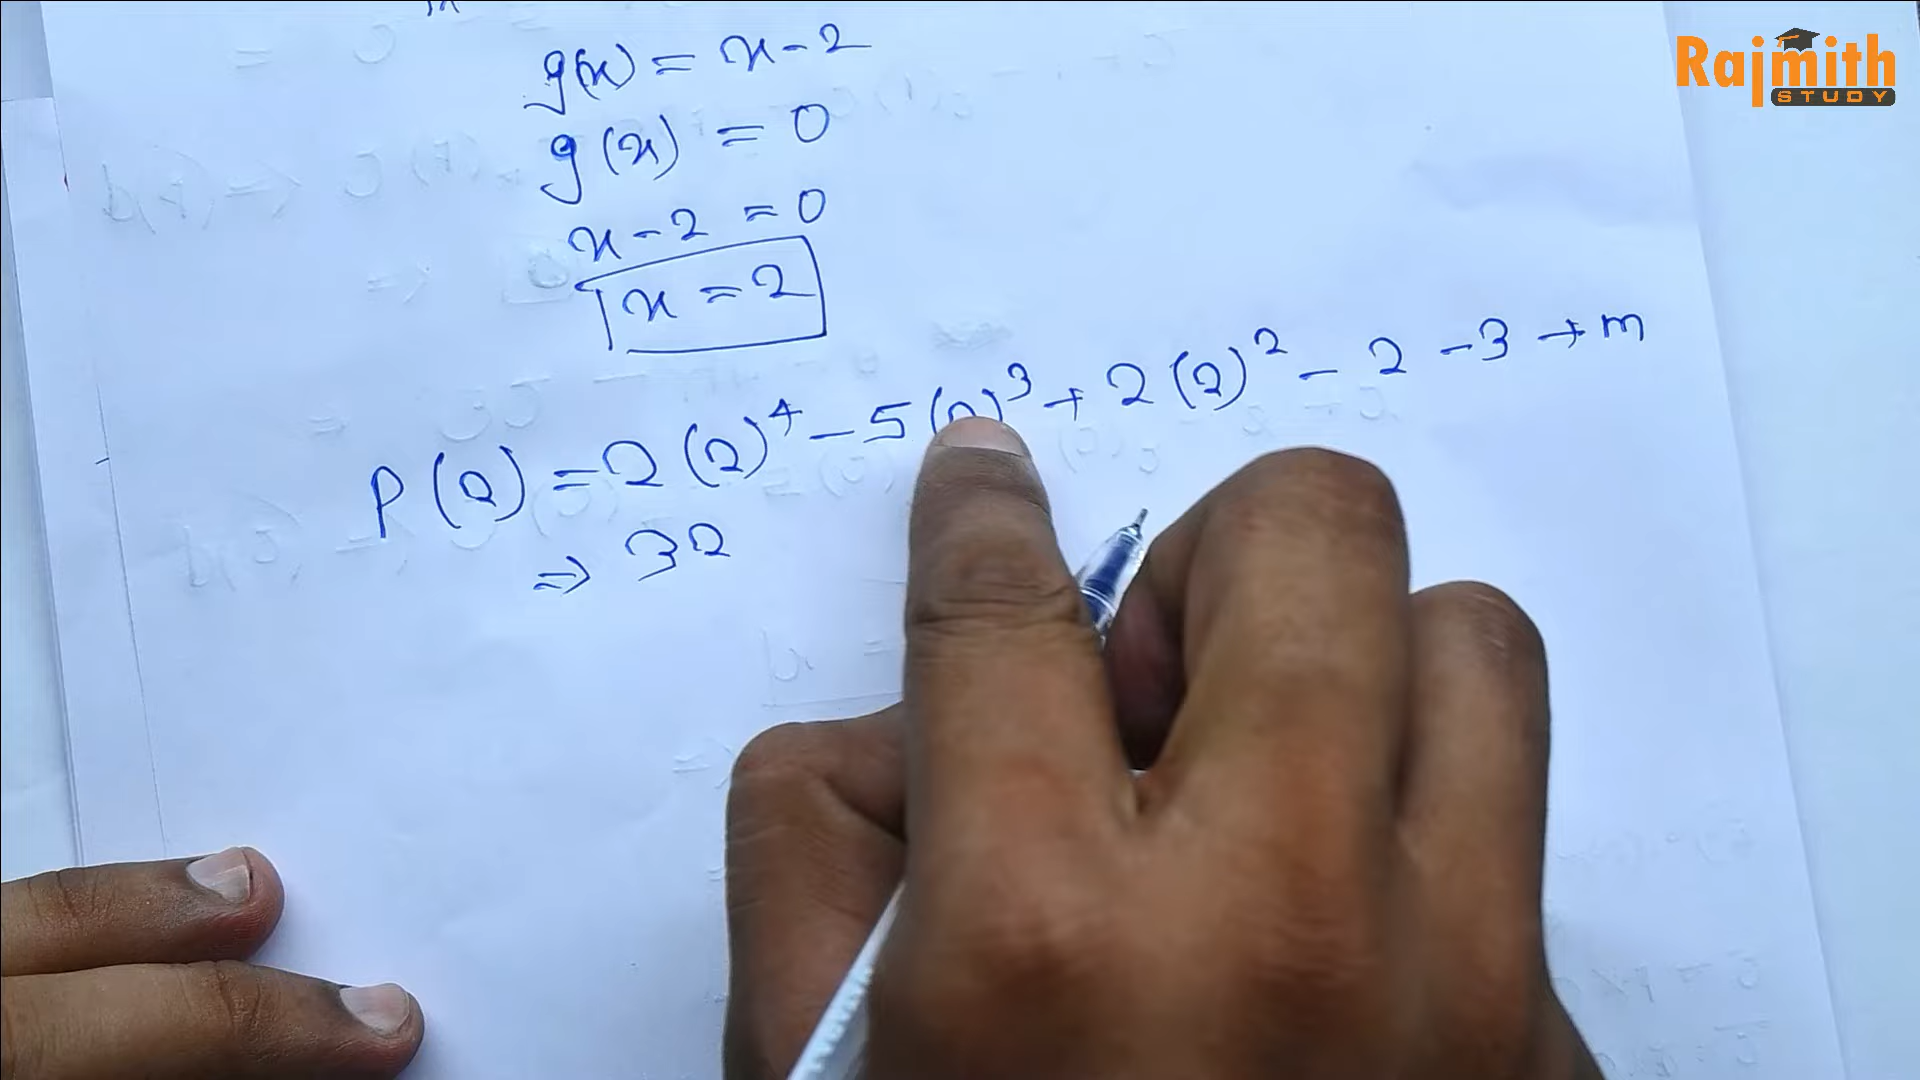 Rajmith
STUDY
g(x) = x-2
g(x) = 0
x-2 = 0
x = 2
P(2) = 2(2)⁴ - 5(2)³ + 2(2)² - 2 - 3 + m
⇒ 32